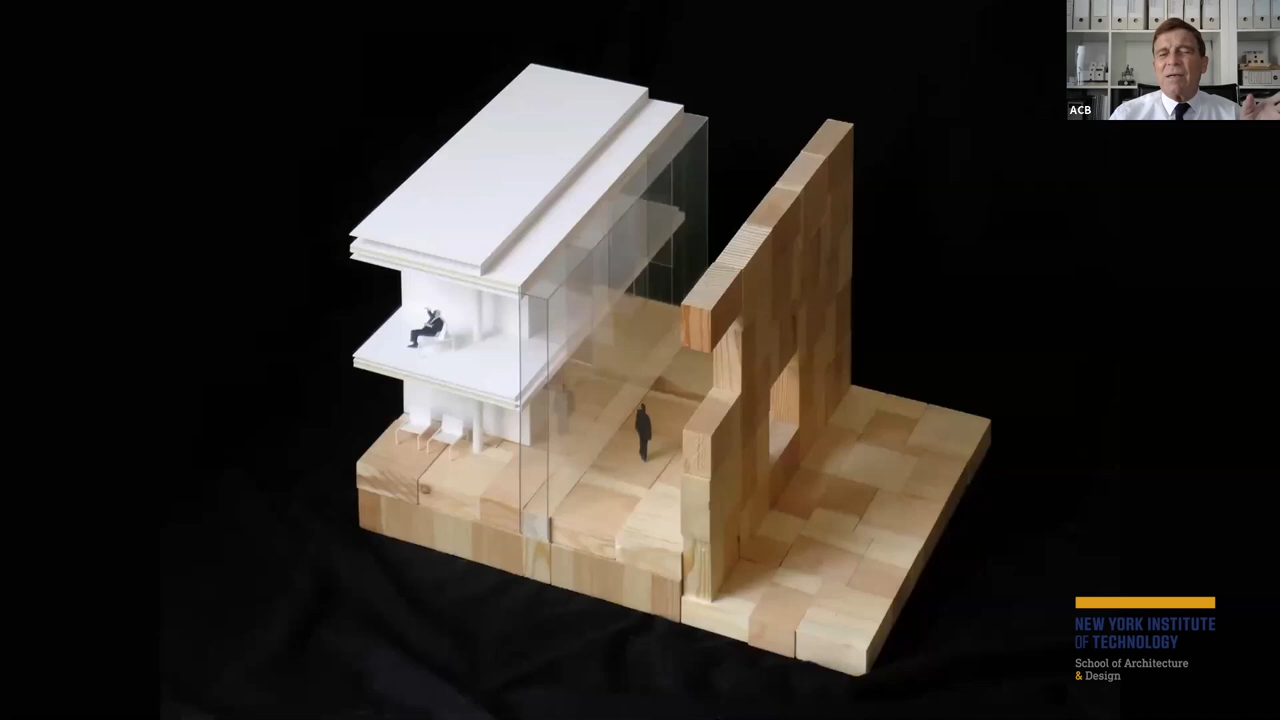 ACB
NEW YORK INSTITUTE
OF TECHNOLOGY
School of Architecture
& Design